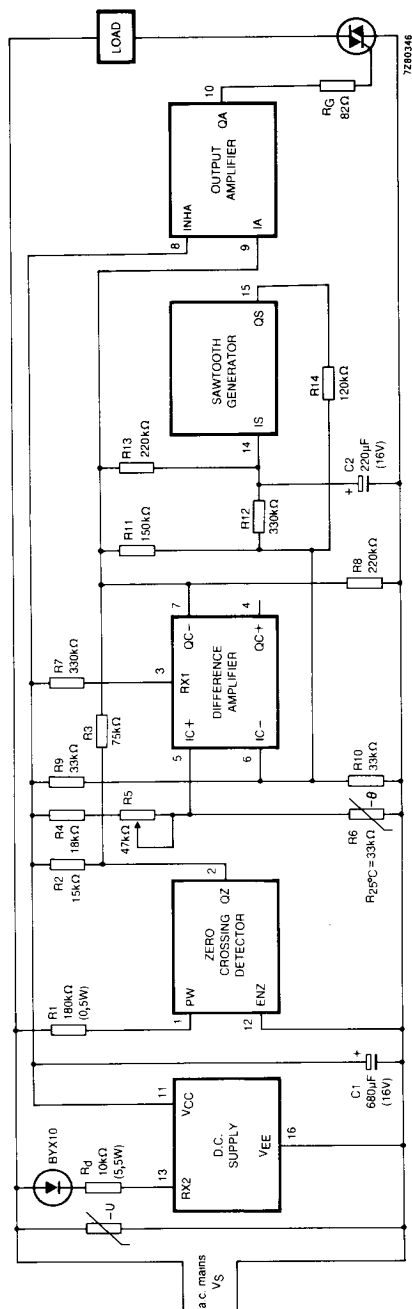 a.c. mains
VS
-U
BYX10
Rd
10kΩ
(5,5W)
13
RX2
D.C.
SUPPLY
VCC
11
VEE
16
C1
680μF
(16V)
+
R1
180kΩ
(0,5W)
1
PW
ZERO
CROSSING
DETECTOR
12
ENZ
QZ
2
R2
15kΩ
R4
18kΩ
R5
47kΩ
R6
R25°C = 33kΩ
-θ
R9
33kΩ
R10
33kΩ
R3
75kΩ
R7
330kΩ
3
RX1
5
IC+
6
IC-
DIFFERENCE
AMPLIFIER
QC-
7
QC+
4
R8
220kΩ
R11
150kΩ
R12
330kΩ
R13
220kΩ
C2
220μF
(16V)
+
14
IS
SAWTOOTH
GENERATOR
QS
15
R14
120kΩ
8
INHA
9
IA
OUTPUT
AMPLIFIER
QA
10
RG
82Ω
LOAD
7Z80346